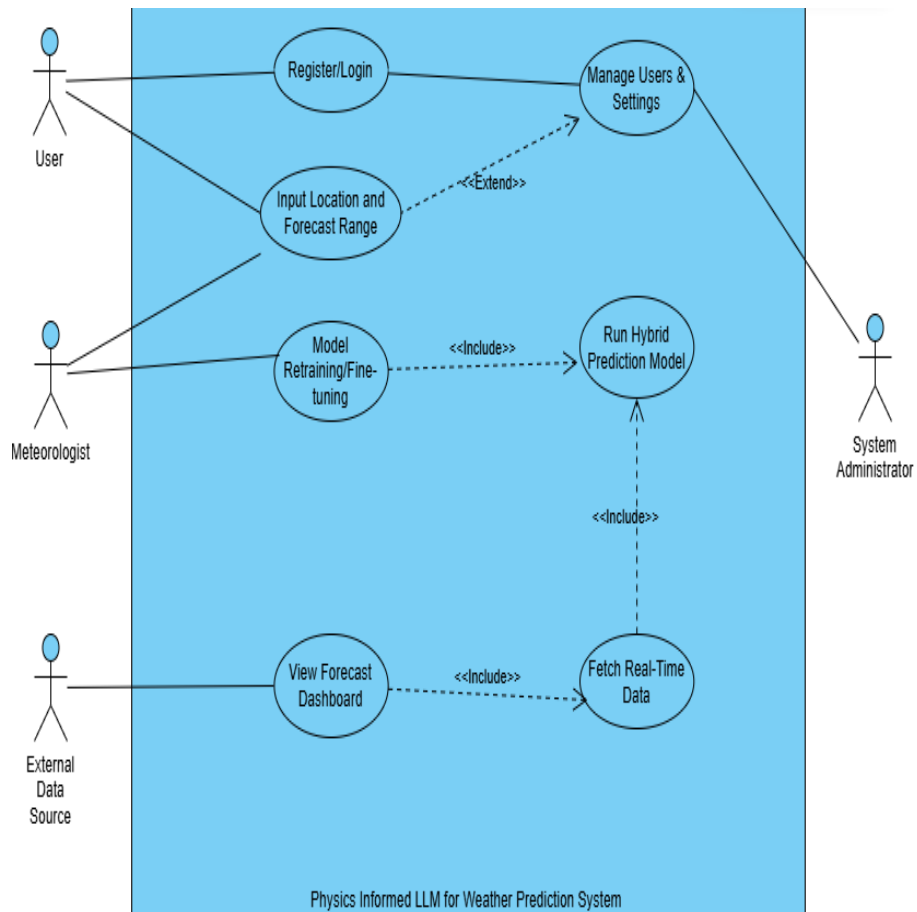 Register/Login
Manage Users &
Settings
User
<<Extend>>
Input Location and
Forecast Range
Model
Retraining/Fine-
tuning
<<Include>>
Run Hybrid
Prediction Model
Meteorologist
System
Administrator
<<Include>>
View Forecast
Dashboard
<<Include>>
Fetch Real-Time
Data
External
Data
Source
Physics Informed LLM for Weather Prediction System